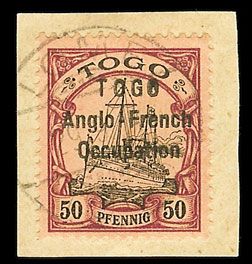 TOGO
TOGO
Anglo-French
Occupation
50 PFENNIG 50